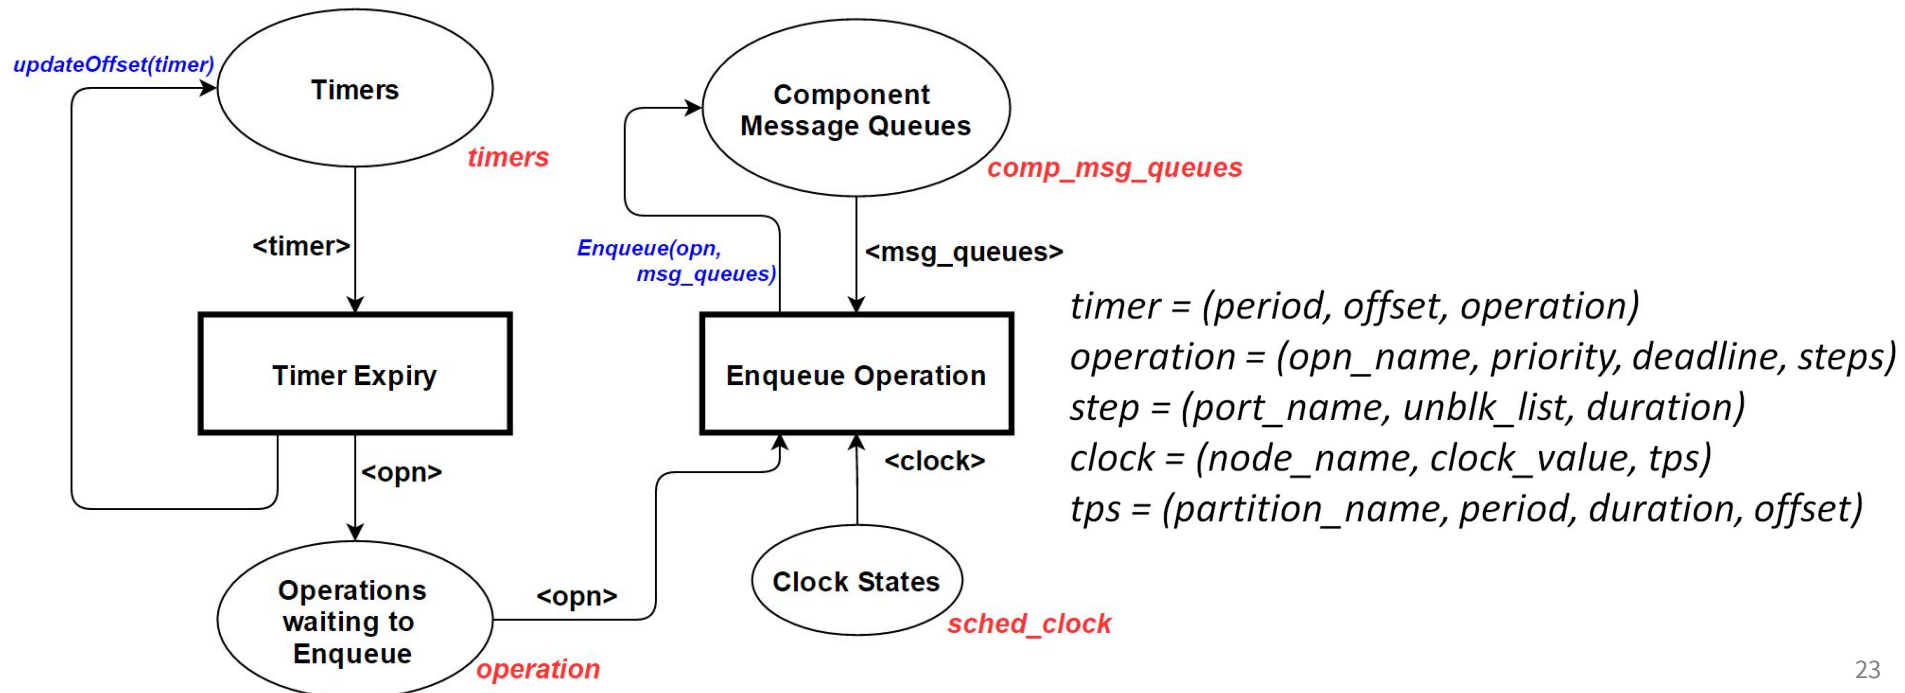 updateOffset(timer)
Timers
timers
<timer>
Timer Expiry
<opn>
Operations
waiting to
Enqueue
operation
<opn>
Component
Message Queues
comp_msg_queues
Enqueue(opn,
msg_queues)
<msg_queues>
Enqueue Operation
<clock>
Clock States
sched_clock
timer = (period, offset, operation)
operation = (opn_name, priority, deadline, steps)
step = (port_name, unblk_list, duration)
clock = (node_name, clock_value, tps)
tps = (partition_name, period, duration, offset)
23